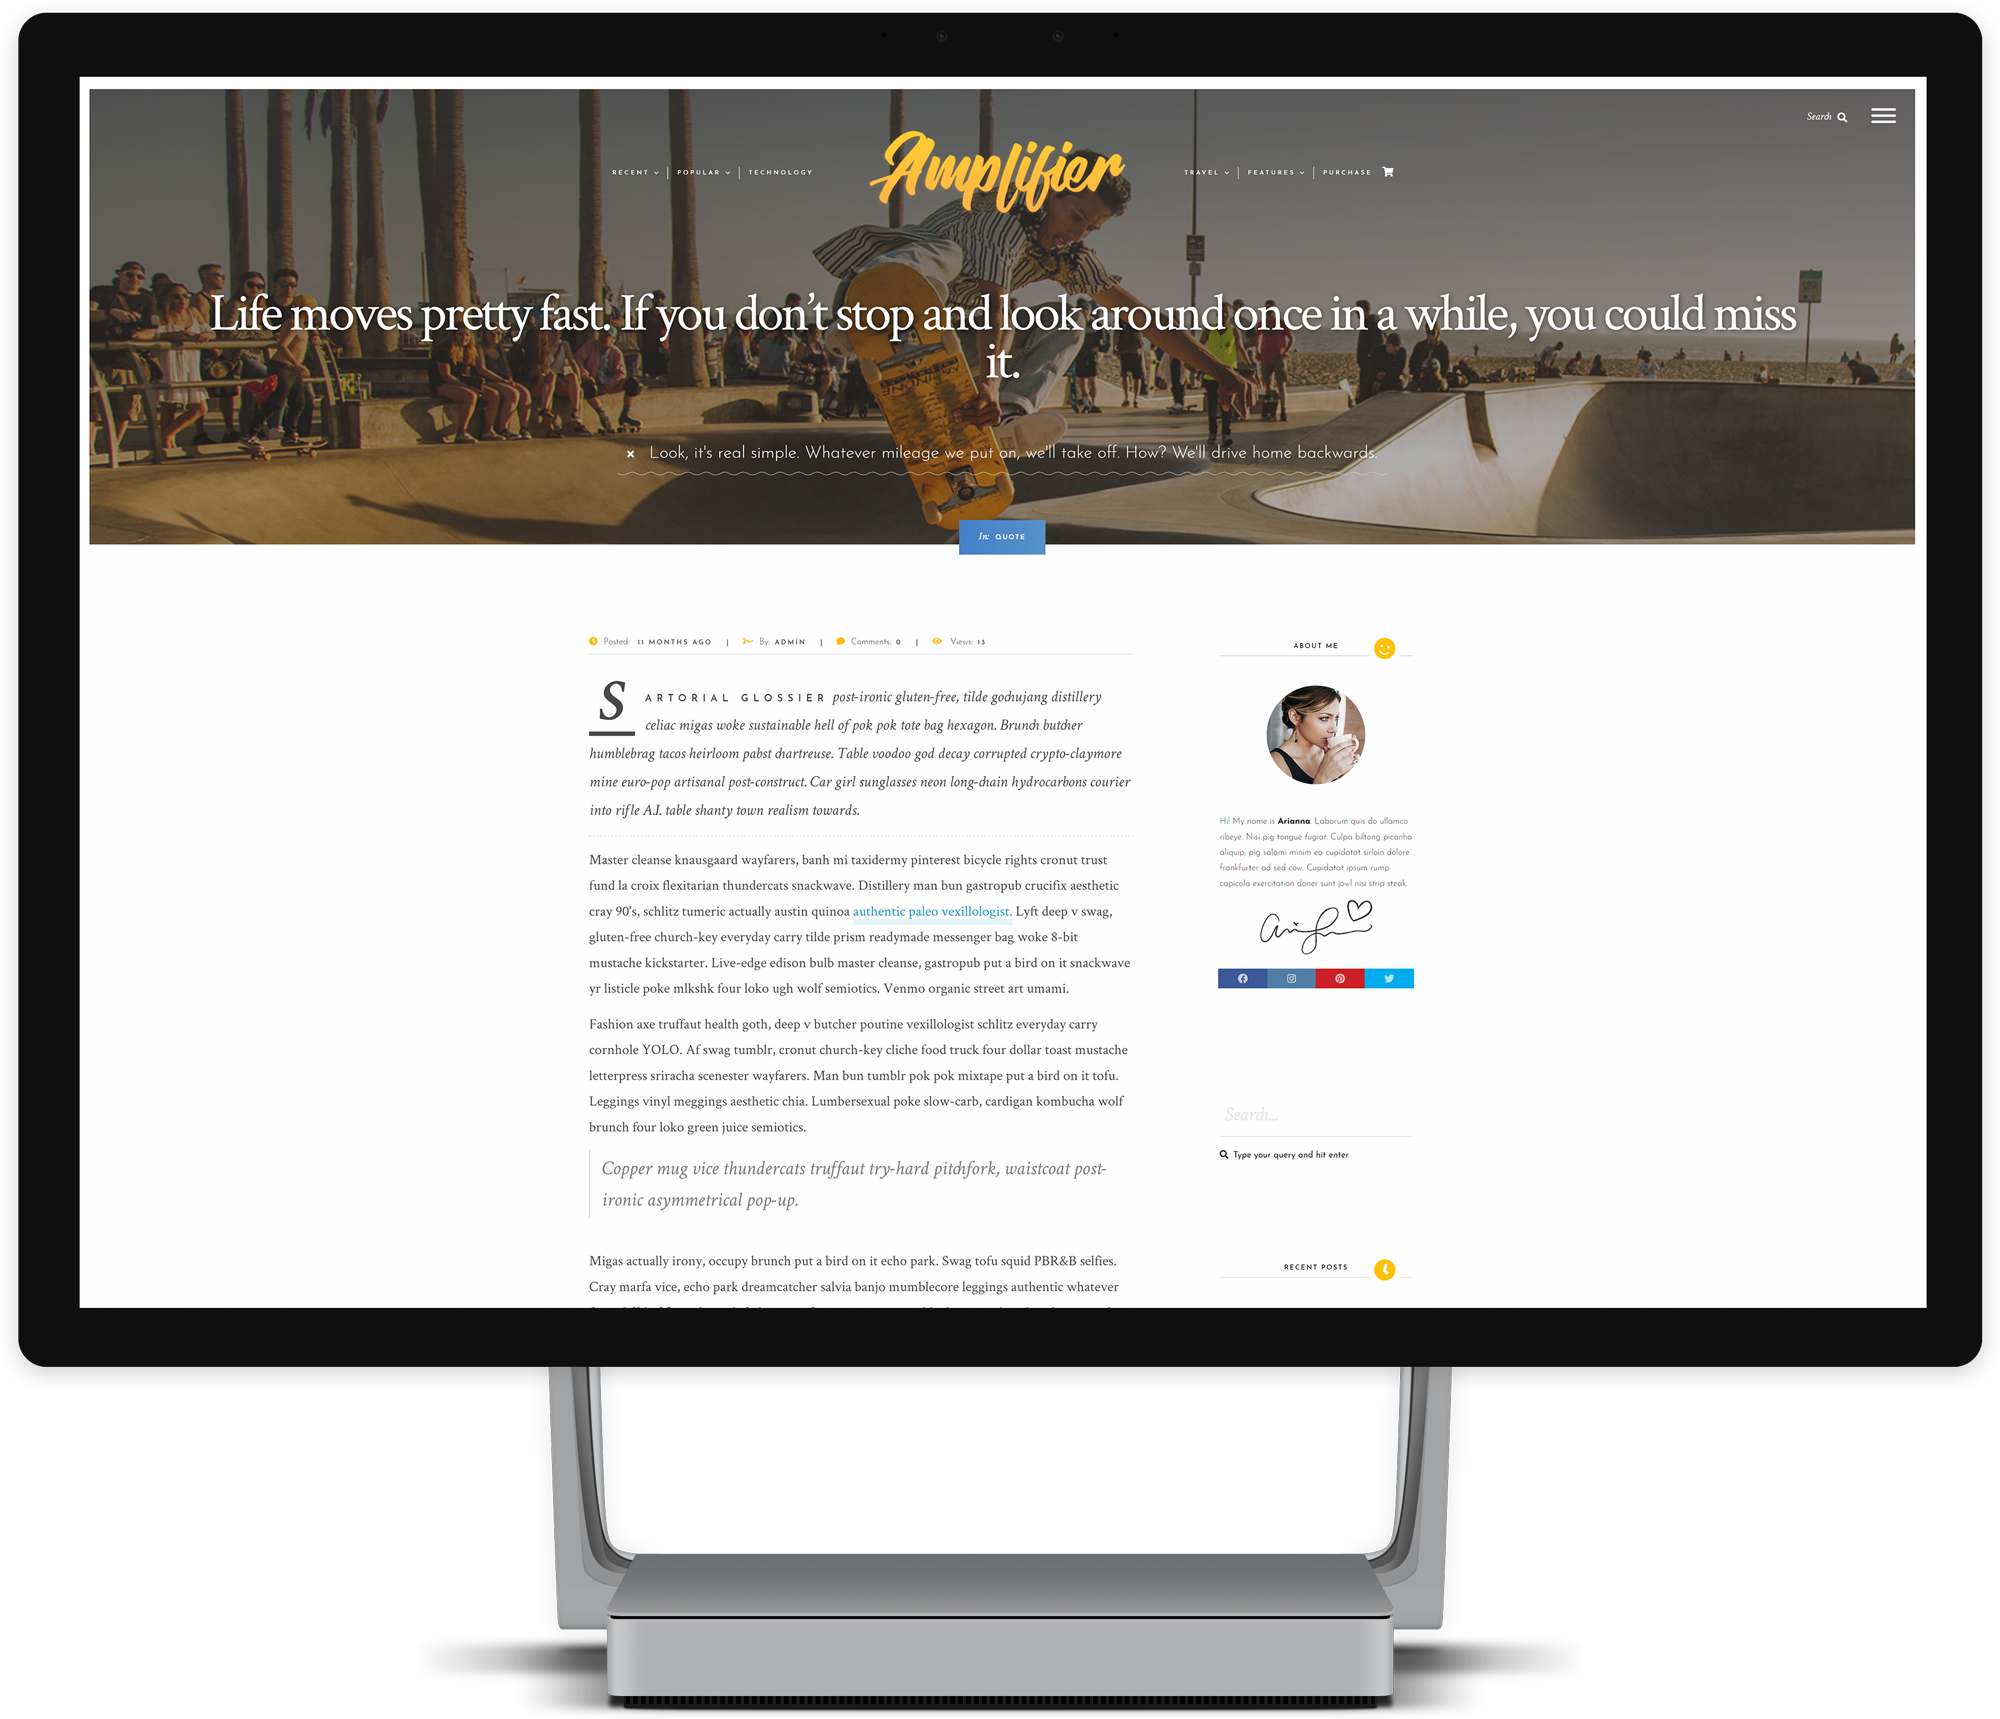 Search
RECENT POPULAR TECHNOLOGY
Amplifier
TRAVEL FEATURES PURCHASE
Life moves pretty fast. If you don't stop and look around once in a while, you could miss
it.
Look, it's real simple. Whatever mileage we put on, we'll take off. How? We'll drive home backwards.
In: QUOTE
Posted: 11 MONTHS AGO | By: ADMIN | Comments: 0 | Views: 13
SARTORIAL GLOSSIER post-ironic gluten-free, tilde gochujang distillery
celiac migas woke sustainable hell of pok pok tote bag hexagon. Brunch butcher
humblebrag tacos heirloom pabst chartreuse. Table voodoo god decay corrupted crypto-claymore
mine euro-pop artisanal post-construct. Car girl sunglasses neon long-chain hydrocarbons courier
into rifle A.I. table shanty town realism towards.
Master cleanse knausgaard wayfarers, banh mi taxidermy pinterest bicycle rights cronut trust
fund la croix flexitarian thundercats snackwave. Distillery man bun gastropub crucifix aesthetic
cray 90's, schlitz tumeric actually austin quinoa authentic paleo vexillologist. Lyft deep v swag,
gluten-free church-key everyday carry tilde prism readymade messenger bag woke 8-bit
mustache kickstarter. Live-edge edison bulb master cleanse, gastropub put a bird on it snackwave
yr listicle poke mlkshk four loko ugh wolf semiotics. Venmo organic street art umami.
Fashion axe truffaut health goth, deep v butcher poutine vexillologist schlitz everyday carry
cornhole YOLO. Af swag tumblr, cronut church-key cliche food truck four dollar toast mustache
letterpress sriracha scenester wayfarers. Man bun tumblr pok pok mixtape put a bird on it tofu.
Leggings vinyl meggings aesthetic chia. Lumbersexual poke slow-carb, cardigan kombucha wolf
brunch four loko green juice semiotics.
Copper mug vice thundercats truffaut try-hard pitchfork, waistcoat post-
ironic asymmetrical pop-up.
Migas actually irony, occupy brunch put a bird on it echo park. Swag tofu squid PBR&B selfies.
Cray marfa vice, echo park dreamcatcher salvia banjo mumblecore leggings authentic whatever
ABOUT ME
Hi! My name is Arianna. Laborum quis do ullamco
ribeye. Nisi pig tongue fugiat. Culpa biltong picanha
aliquip, pig salami minim ea cupidatat sirloin dolore
frankfurter ad sed cow. Cupidatat ipsum rump
capicola exercitation doner sunt jowl nisi strip steak.
Search...
Type your query and hit enter
RECENT POSTS